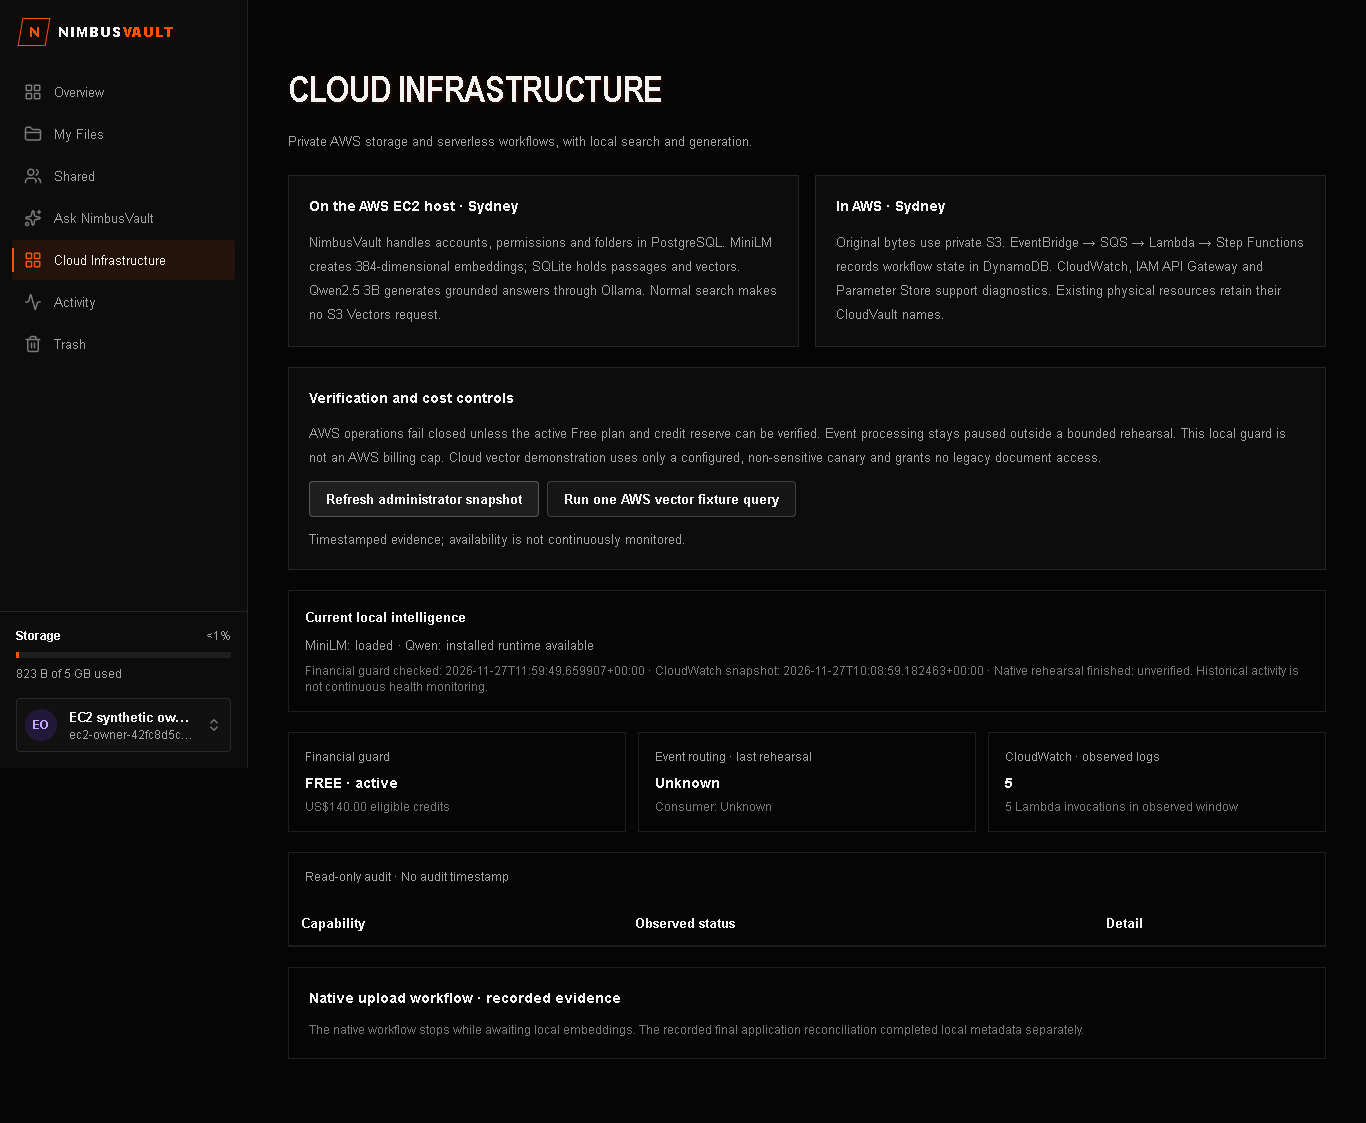 N NIMBUSVAULT
Overview
My Files
Shared
Ask NimbusVault
Cloud Infrastructure
Activity
Trash
Storage <1%
823 B of 5 GB used
EO EC2 synthetic ow...
ec2-owner-42fc8d5c...
CLOUD INFRASTRUCTURE
Private AWS storage and serverless workflows, with local search and generation.
On the AWS EC2 host · Sydney
NimbusVault handles accounts, permissions and folders in PostgreSQL. MiniLM
creates 384-dimensional embeddings; SQLite holds passages and vectors.
Qwen2.5 3B generates grounded answers through Ollama. Normal search makes
no S3 Vectors request.
In AWS · Sydney
Original bytes use private S3. EventBridge → SQS → Lambda → Step Functions
records workflow state in DynamoDB. CloudWatch, IAM API Gateway and
Parameter Store support diagnostics. Existing physical resources retain their
CloudVault names.
Verification and cost controls
AWS operations fail closed unless the active Free plan and credit reserve can be verified. Event processing stays paused outside a bounded rehearsal. This local guard is
not an AWS billing cap. Cloud vector demonstration uses only a configured, non-sensitive canary and grants no legacy document access.
Refresh administrator snapshot
Run one AWS vector fixture query
Timestamped evidence; availability is not continuously monitored.
Current local intelligence
MiniLM: loaded · Qwen: installed runtime available
Financial guard checked: 2026-11-27T11:59:49.659907+00:00 · CloudWatch snapshot: 2026-11-27T10:08:59.182463+00:00 · Native rehearsal finished: unverified. Historical activity is
not continuous health monitoring.
Financial guard
FREE · active
US$140.00 eligible credits
Event routing · last rehearsal
Unknown
Consumer: Unknown
CloudWatch · observed logs
5
5 Lambda invocations in observed window
Read-only audit · No audit timestamp
Capability Observed status Detail
Native upload workflow · recorded evidence
The native workflow stops while awaiting local embeddings. The recorded final application reconciliation completed local metadata separately.